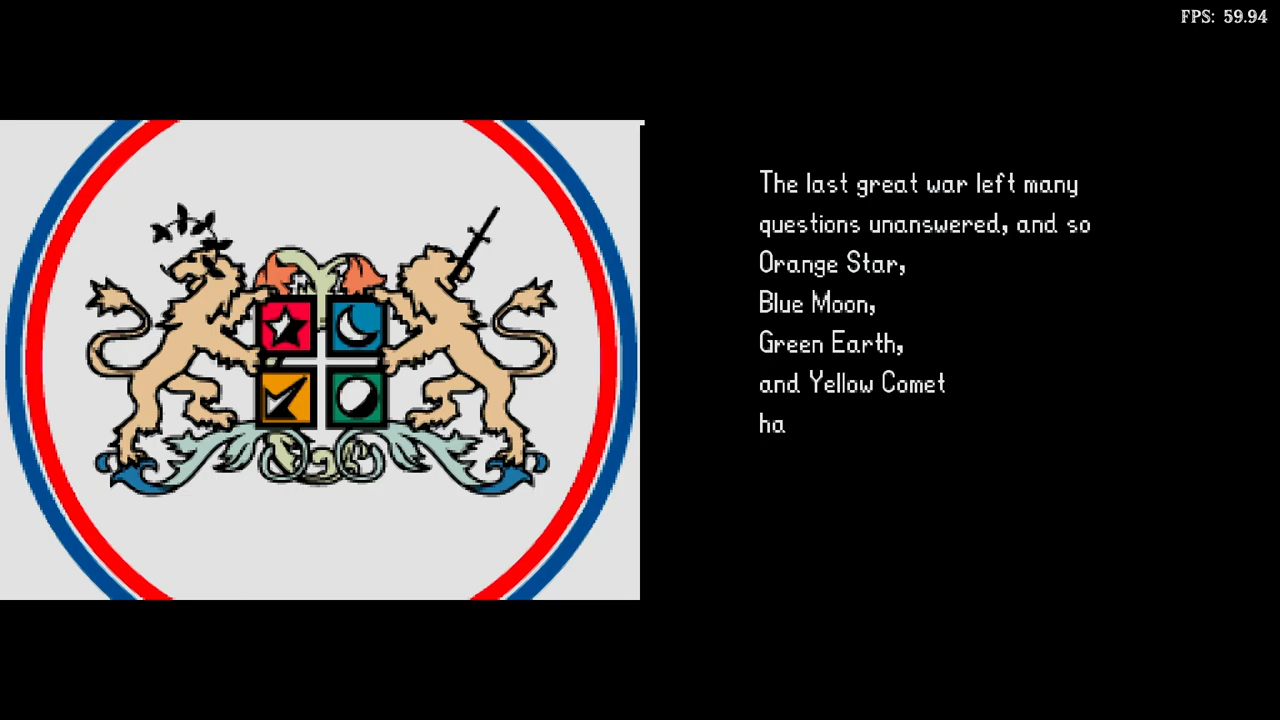 FPS: 59.94
The last great war left many
questions unanswered, and so
Orange Star,
Blue Moon,
Green Earth,
and Yellow Comet
ha